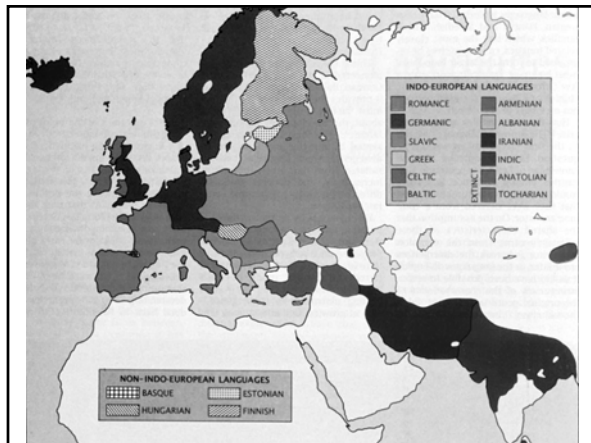 INDO-EUROPEAN LANGUAGES
ROMANCE
GERMANIC
SLAVIC
GREEK
CELTIC
BALTIC
ARMENIAN
ALBANIAN
IRANIAN
INDIC
EXTINCT
ANATOLIAN
TOCHARIAN
NON-INDO-EUROPEAN LANGUAGES
BASQUE
HUNGARIAN
ESTONIAN
FINNISH